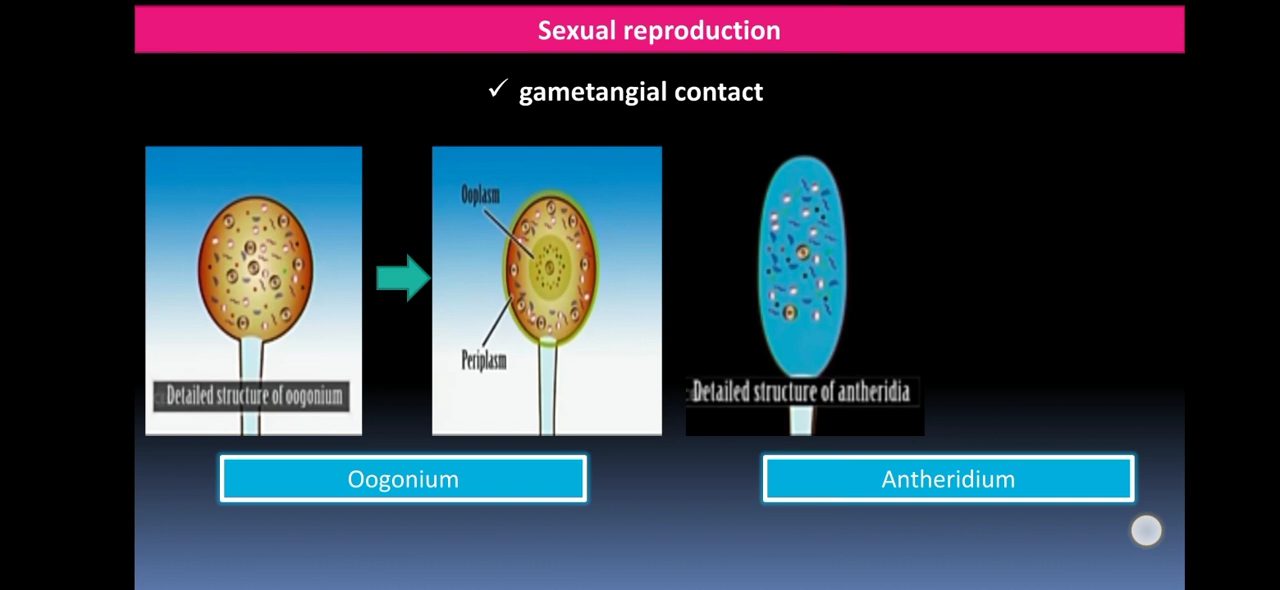 Sexual reproduction
✓ gametangial contact
Ooplasm
Periplasm
Detailed structure of oogonium
Detailed structure of antheridia
Oogonium
Antheridium